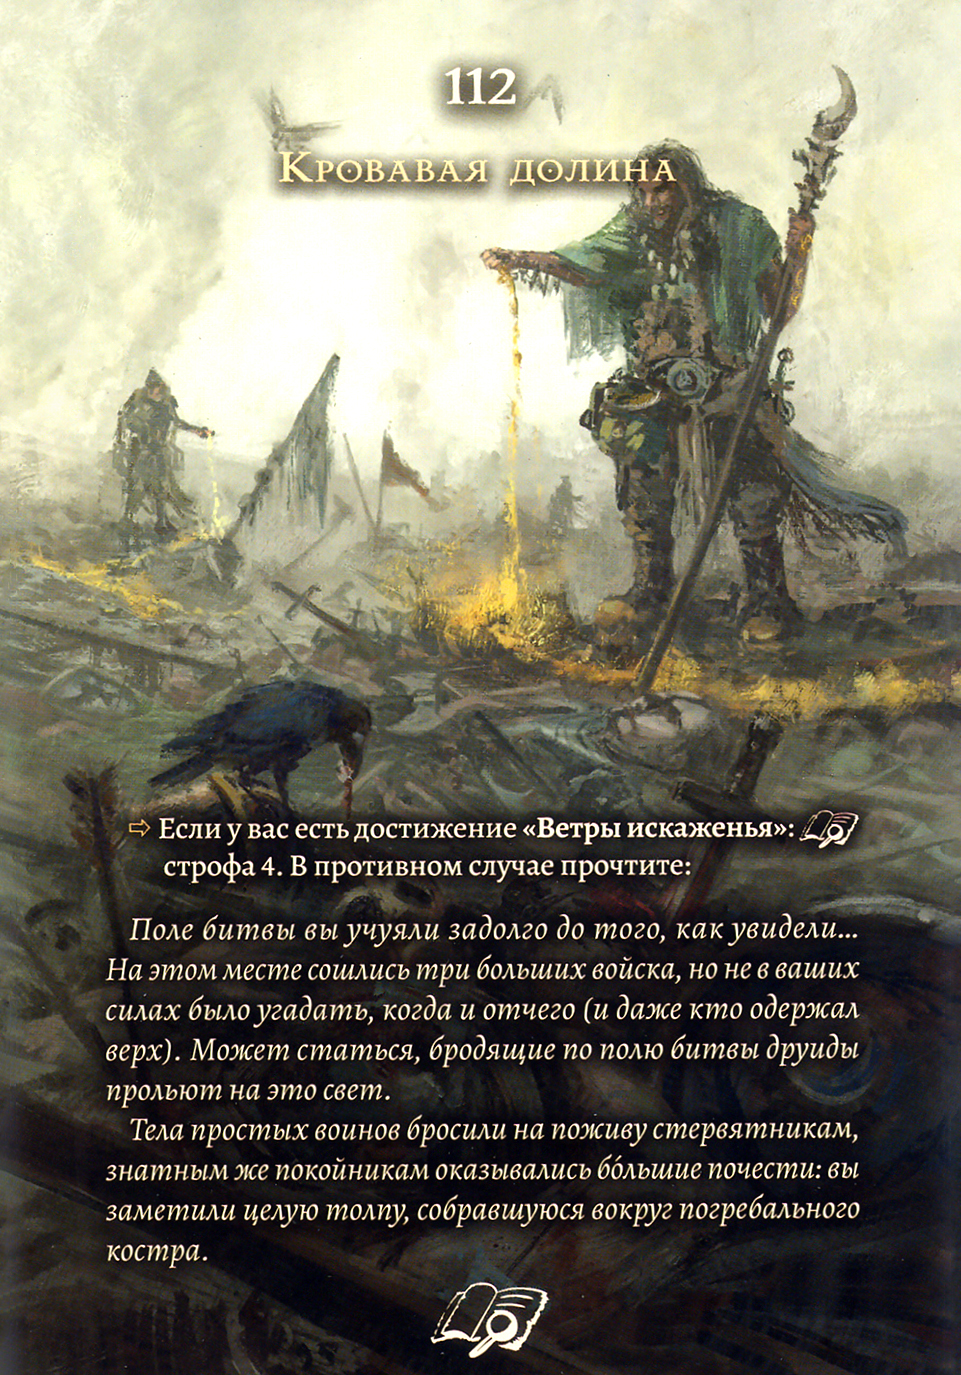 112
Кровавая долина
⇨ Если у вас есть достижение «Ветры искаженья»:
строфа 4. В противном случае прочтите:
Поле битвы вы учуяли задолго до того, как увидели...
На этом месте сошлись три больших войска, но не в ваших
силах было угадать, когда и отчего (и даже кто одержал
верх). Может статься, бродящие по полю битвы друиды
прольют на это свет.
Тела простых воинов бросили на поживу стервятникам,
знатным же покойникам оказывались бо́льшие почести: вы
заметили целую толпу, собравшуюся вокруг погребального
костра.